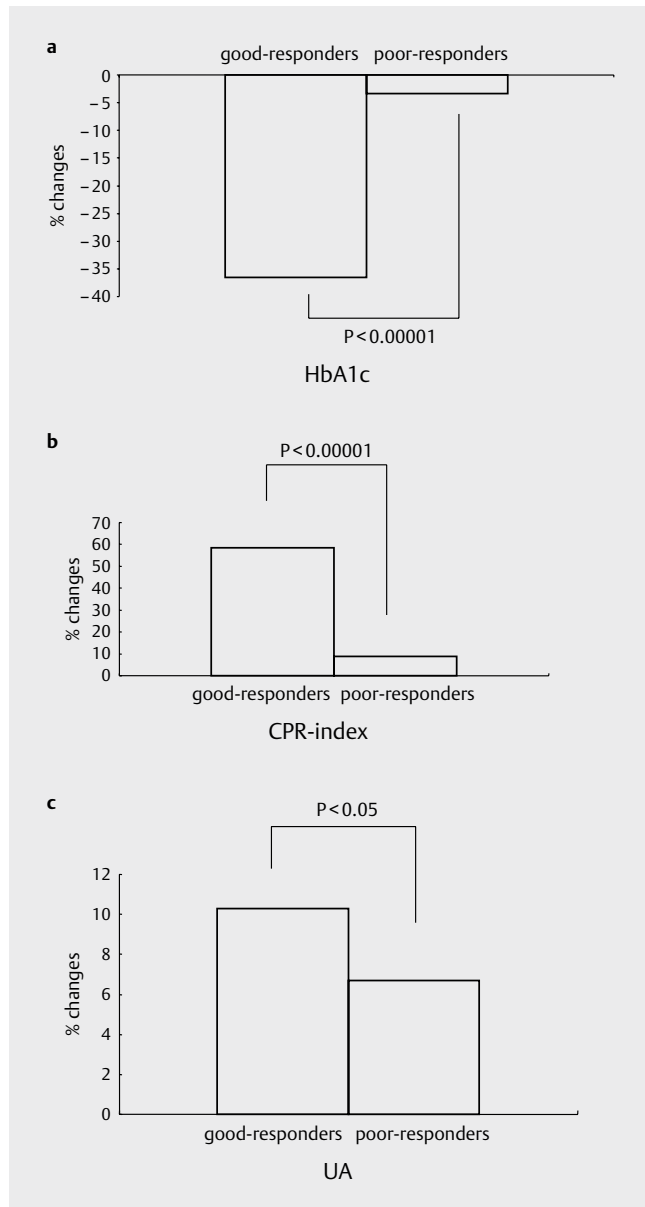 a
good-responders poor-responders
0
–5
–10
–15
–20
–25
–30
–35
–40
% changes
P<0.00001
HbA1c
b
P<0.00001
70
60
50
40
30
20
10
0
% changes
good-responders poor-responders
CPR-index
c
P<0.05
12
10
8
6
4
2
0
% changes
good-responders poor-responders
UA